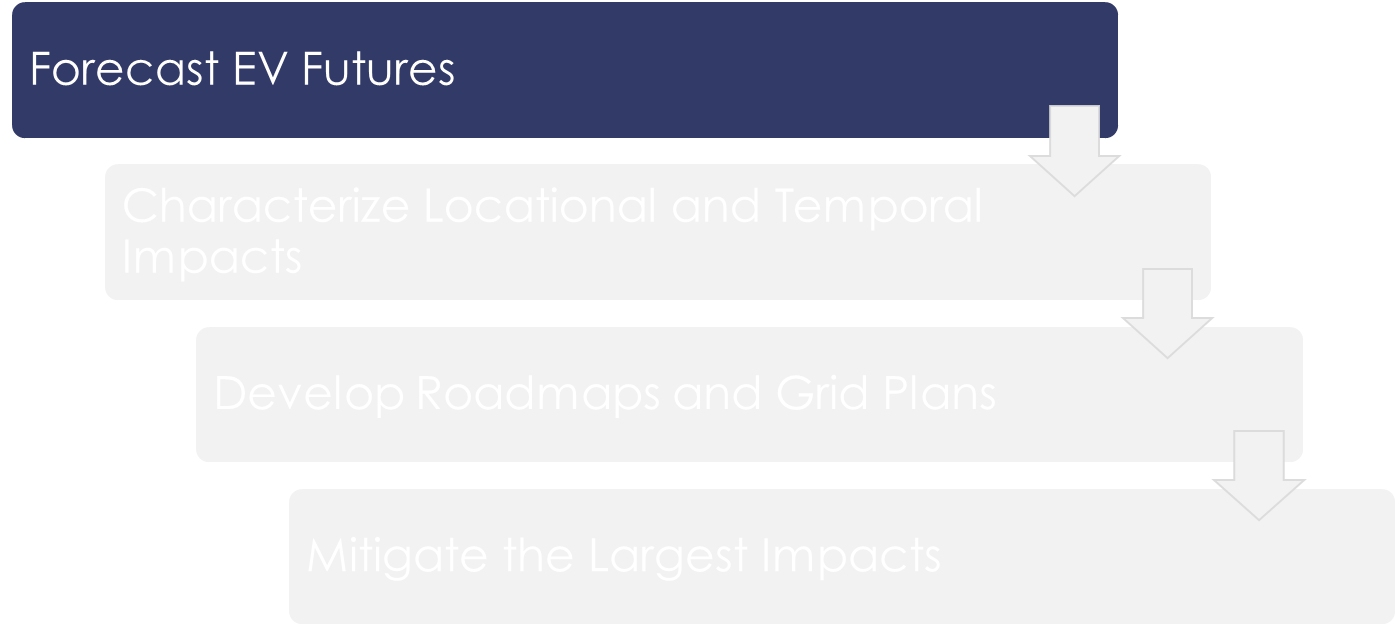 Forecast EV Futures
Characterize Locational and Temporal
Impacts
Develop Roadmaps and Grid Plans
Mitigate the Largest Impacts